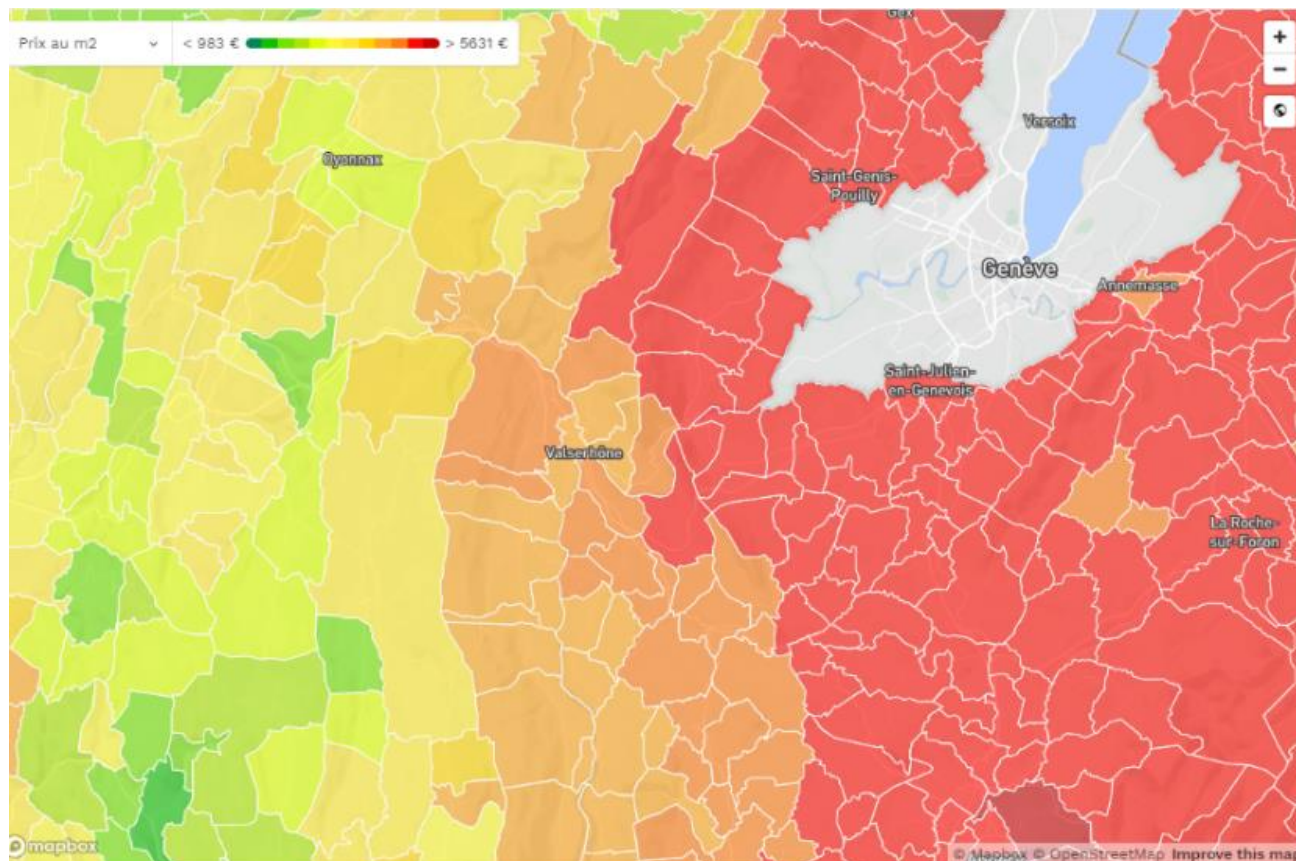 Prix au m2
< 983 €
> 5631 €
Gex
Versoix
Oyonnax
Saint-Genis-
Pouilly
Genève
Annemasse
Saint-Julien-
en-Genevois
Valserhône
La Roche-
sur-Foron
mapbox
© Mapbox © OpenStreetMap Improve this map